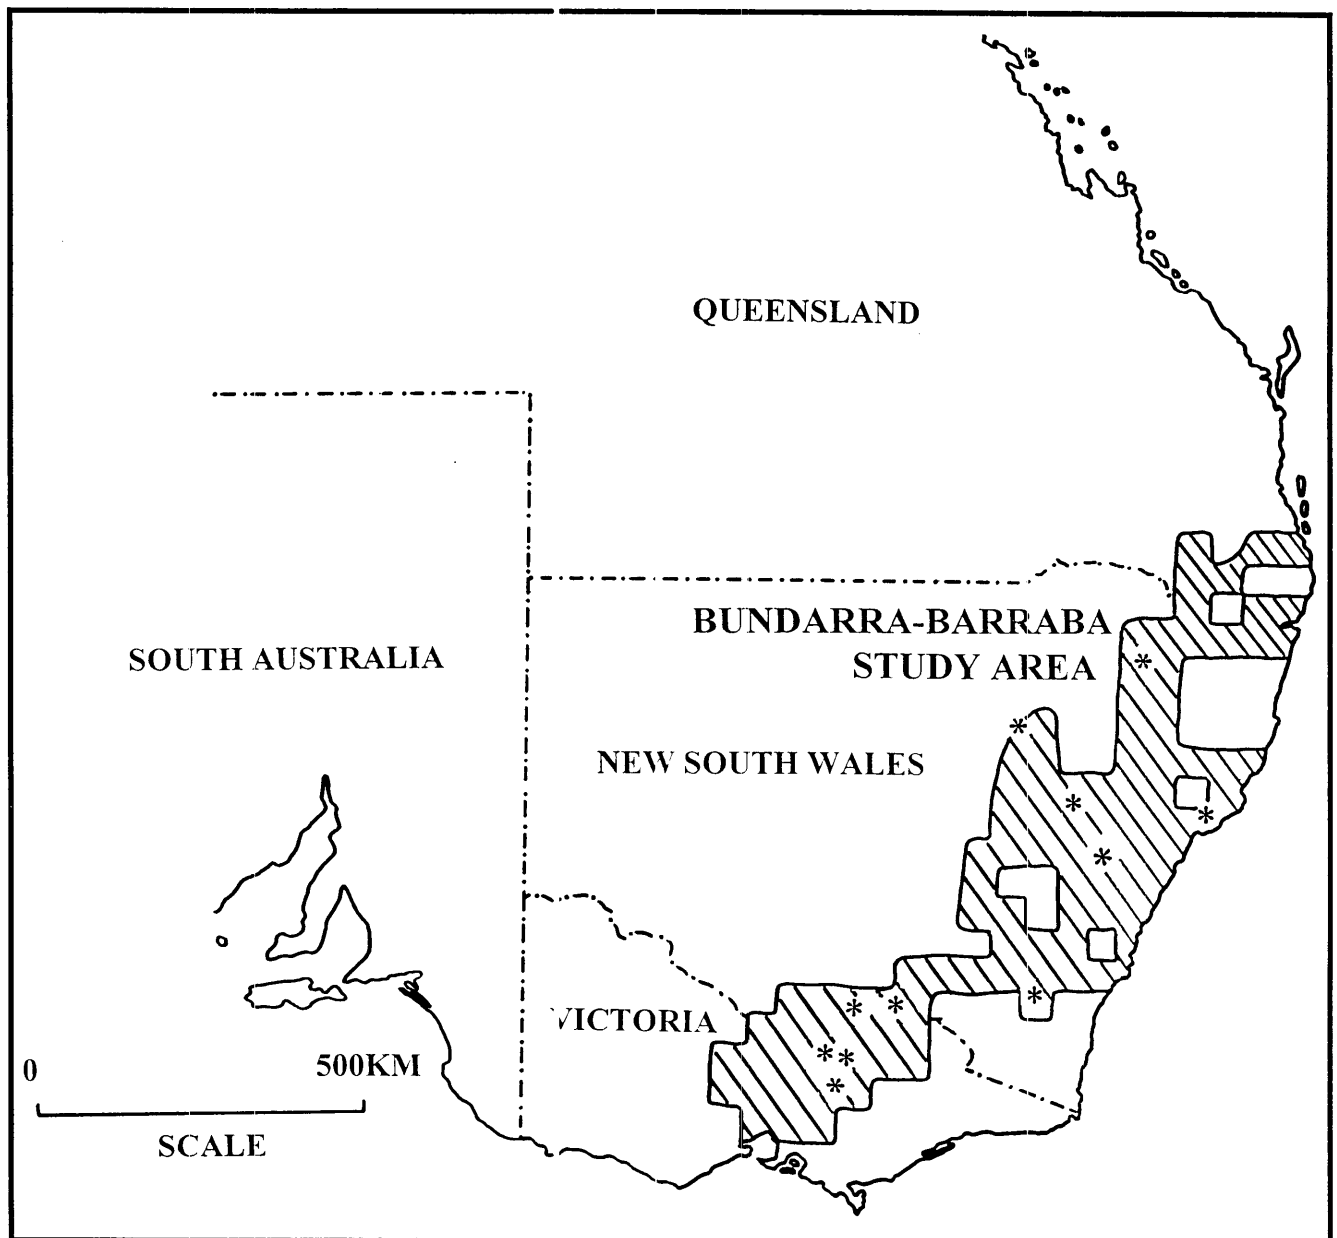 QUEENSLAND
BUNDARRA-BARRABA
STUDY AREA
SOUTH AUSTRALIA
NEW SOUTH WALES
VICTORIA
0 500KM
SCALE